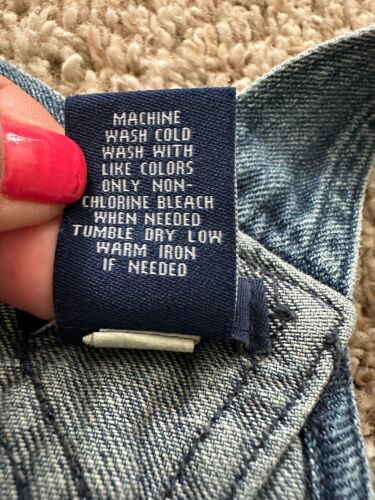 MACHINE
WASH COLD
WASH WITH
LIKE COLORS
ONLY NON-
CHLORINE BLEACH
WHEN NEEDED
TUMBLE DRY LOW
WARM IRON
IF NEEDED